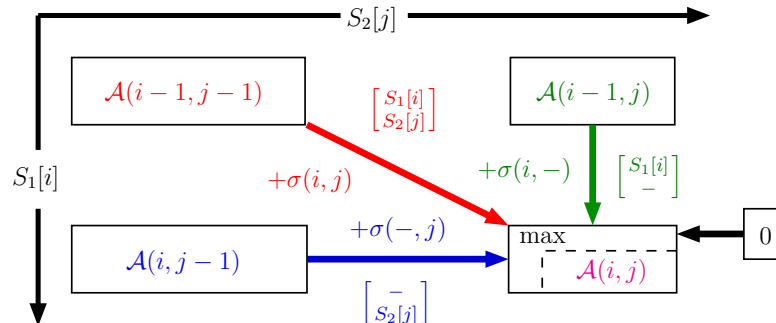 S₂[j]
𝒜(i − 1, j − 1)
[S₁[i]
S₂[j]]
𝒜(i − 1, j)
S₁[i]
+σ(i, j)
+σ(i, −)
[S₁[i]
−]
𝒜(i, j − 1)
+σ(−, j)
max
0
𝒜(i, j)
[−
S₂[j]]